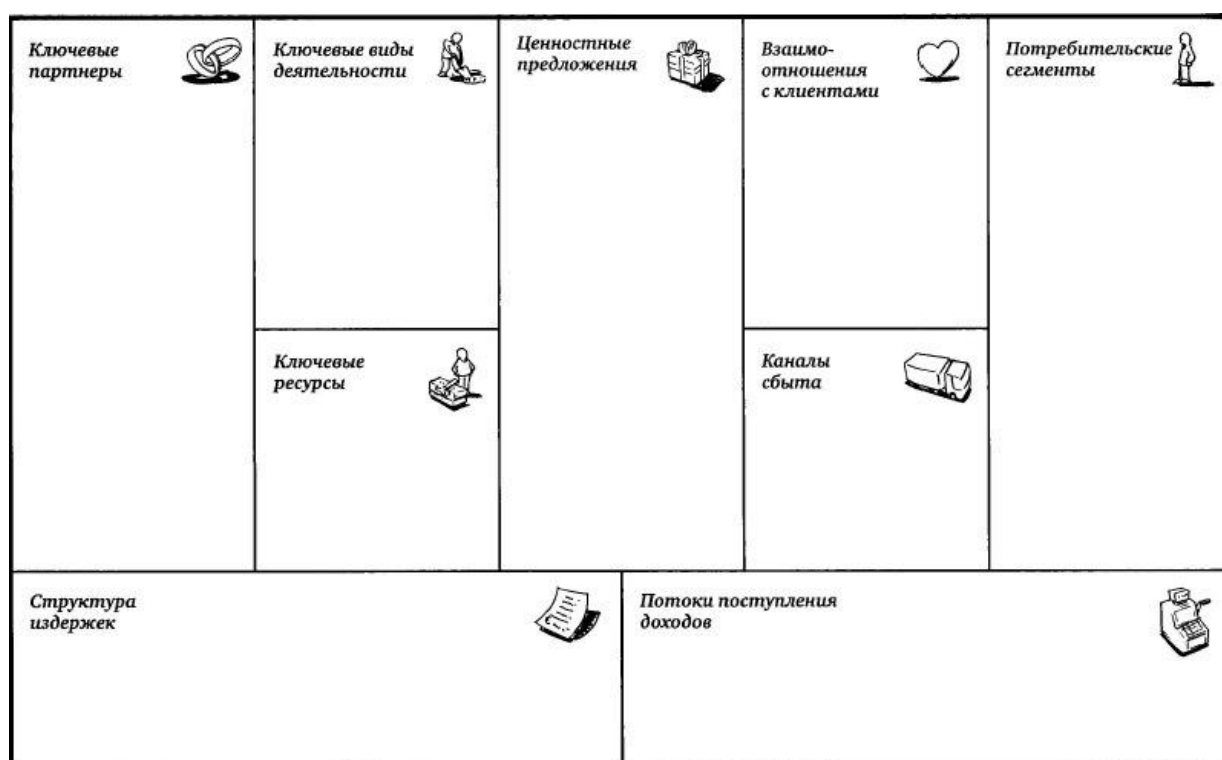 Ключевые
партнеры
Ключевые виды
деятельности
Ключевые
ресурсы
Ценностные
предложения
Взаимо-
отношения
с клиентами
Каналы
сбыта
Потребительские
сегменты
Структура
издержек
Потоки поступления
доходов